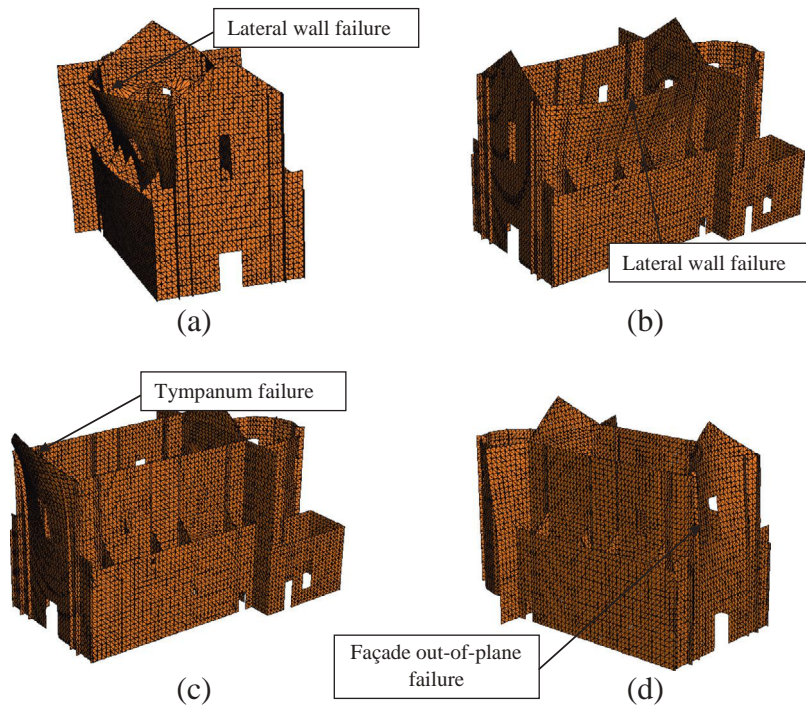 Lateral wall failure
(a)
Lateral wall failure
(b)
Tympanum failure
(c)
Façade out-of-plane
failure
(d)